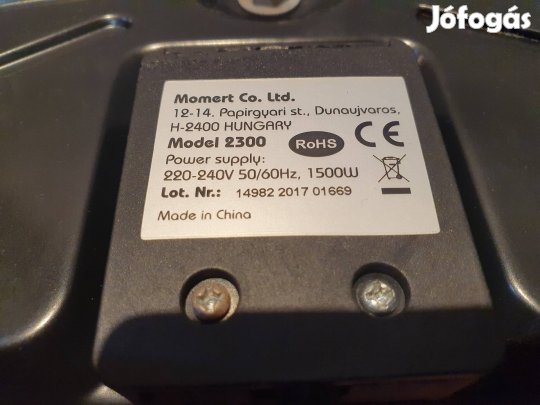 Jófogás
Momert Co. Ltd.
12-14. Papirgyari st., Dunaujvaros,
H-2400 HUNGARY
Model 2300
RoHS
CE
Power supply:
220-240V 50/60Hz, 1500W
Lot. Nr.: 14982 2017 01669
Made in China